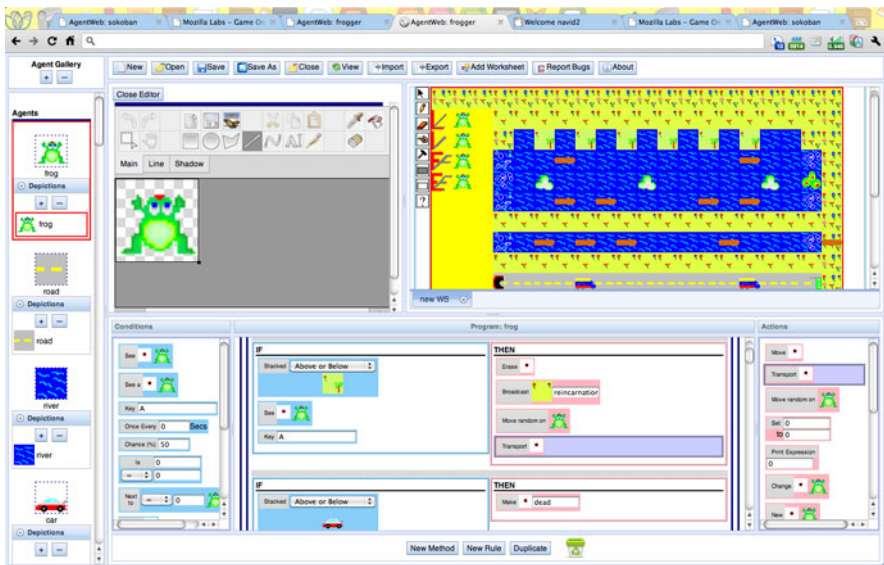 AgentWeb: sokoban
Mozilla Labs – Game On
AgentWeb: frogger
AgentWeb: frogger
Welcome navid2
Mozilla Labs – Game On
AgentWeb: sokoban
Agent Gallery
+ –
New Open Save Save As Close View Import Export Add Worksheet Report Bugs About
Close Editor
Agents
frog
Depictions
+ –
frog
road
Depictions
+ –
road
river
Depictions
+ –
river
car
Depictions
+ –
Main Line Shadow
?
new WS
Conditions
See
See a
Key A
Once Every 0 Secs
Chance (%) 50
Is 0
= 0
Next to = 0
Program: frog
IF
Stacked Above or Below
See
Key A
THEN
Erase
Broadcast reincarnation
Move random on
Transport
IF
Stacked Above or Below
THEN
Make dead
Actions
Move
Transport
Move random on
Set 0
to 0
Print Expression
0
Change
New
New Method New Rule Duplicate